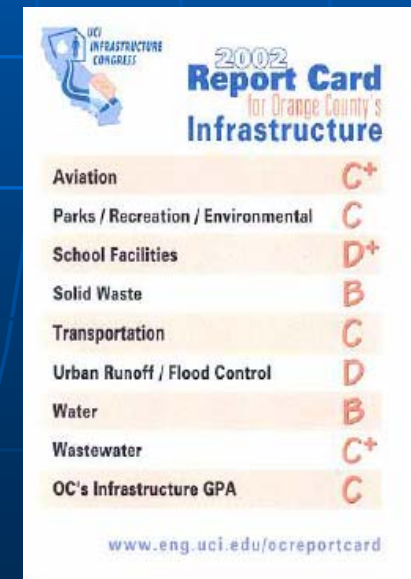 UCI
INFRASTRUCTURE
CONGRESS
2002
Report Card
for Orange County's
Infrastructure
Aviation C+
Parks / Recreation / Environmental C
School Facilities D+
Solid Waste B
Transportation C
Urban Runoff / Flood Control D
Water B
Wastewater C+
OC's Infrastructure GPA C
www.eng.uci.edu/ocreportcard